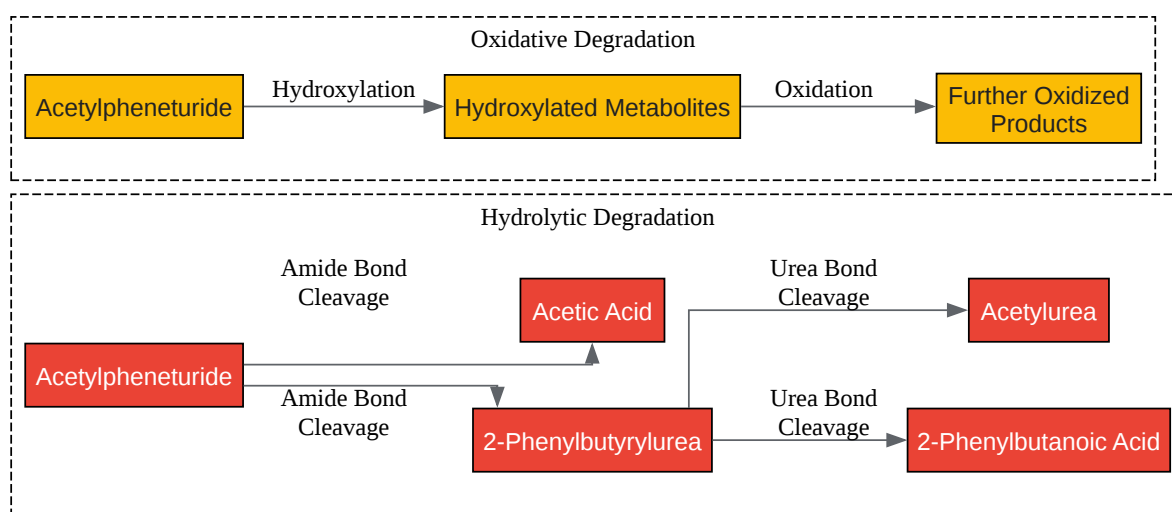 Oxidative Degradation
Acetylpheneturide
Hydroxylation
Hydroxylated Metabolites
Oxidation
Further Oxidized
Products
Hydrolytic Degradation
Amide Bond
Cleavage
Acetic Acid
Urea Bond
Cleavage
Acetylurea
Acetylpheneturide
Amide Bond
Cleavage
2-Phenylbutyrylurea
Urea Bond
Cleavage
2-Phenylbutanoic Acid